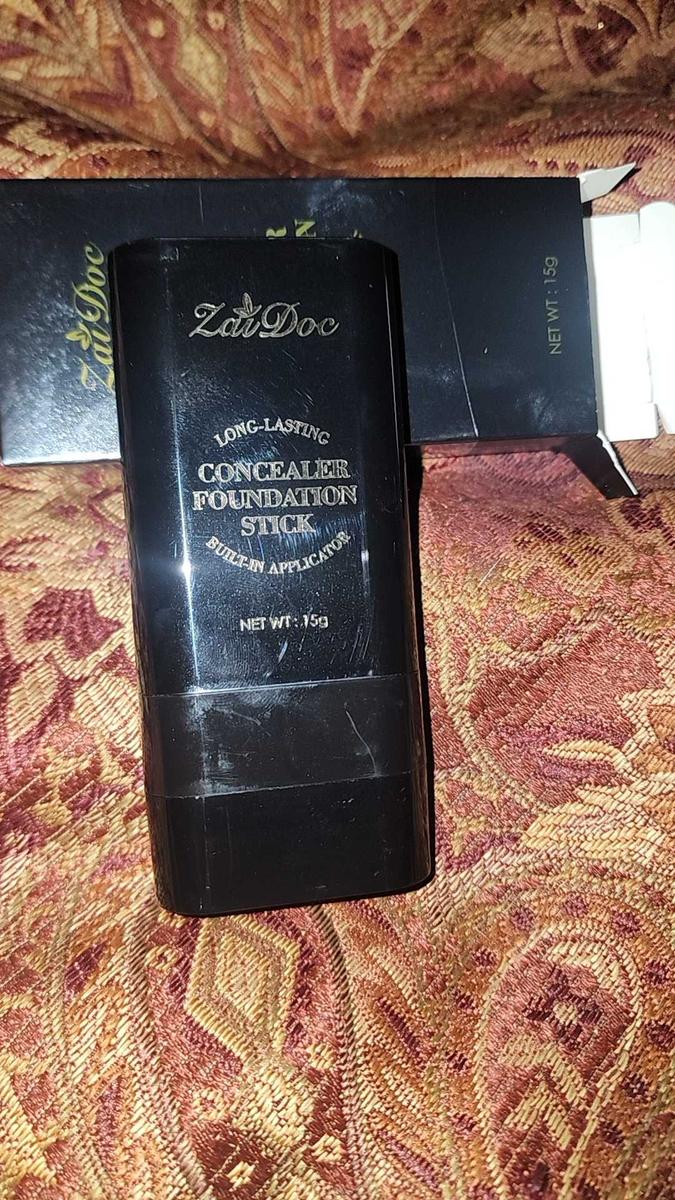 ZaiDoc
LONG-LASTING
CONCEALER
FOUNDATION
STICK
BUILT-IN APPLICATOR
NET WT : 15g
ZaiDoc
R
N
NET WT : 15g